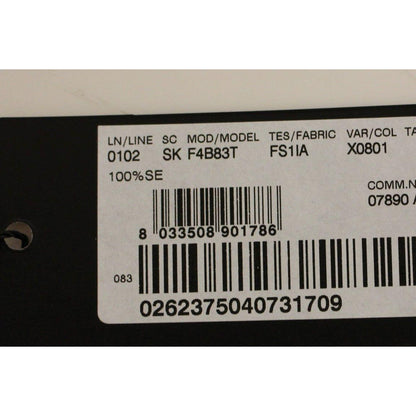 LN/LINE SC MOD/MODEL TES/FABRIC VAR/COL TA
0102 SK F4B83T FS1IA X0801
100%SE
COMM.N
07890 A
8 033508 901786
083
0262375040731709